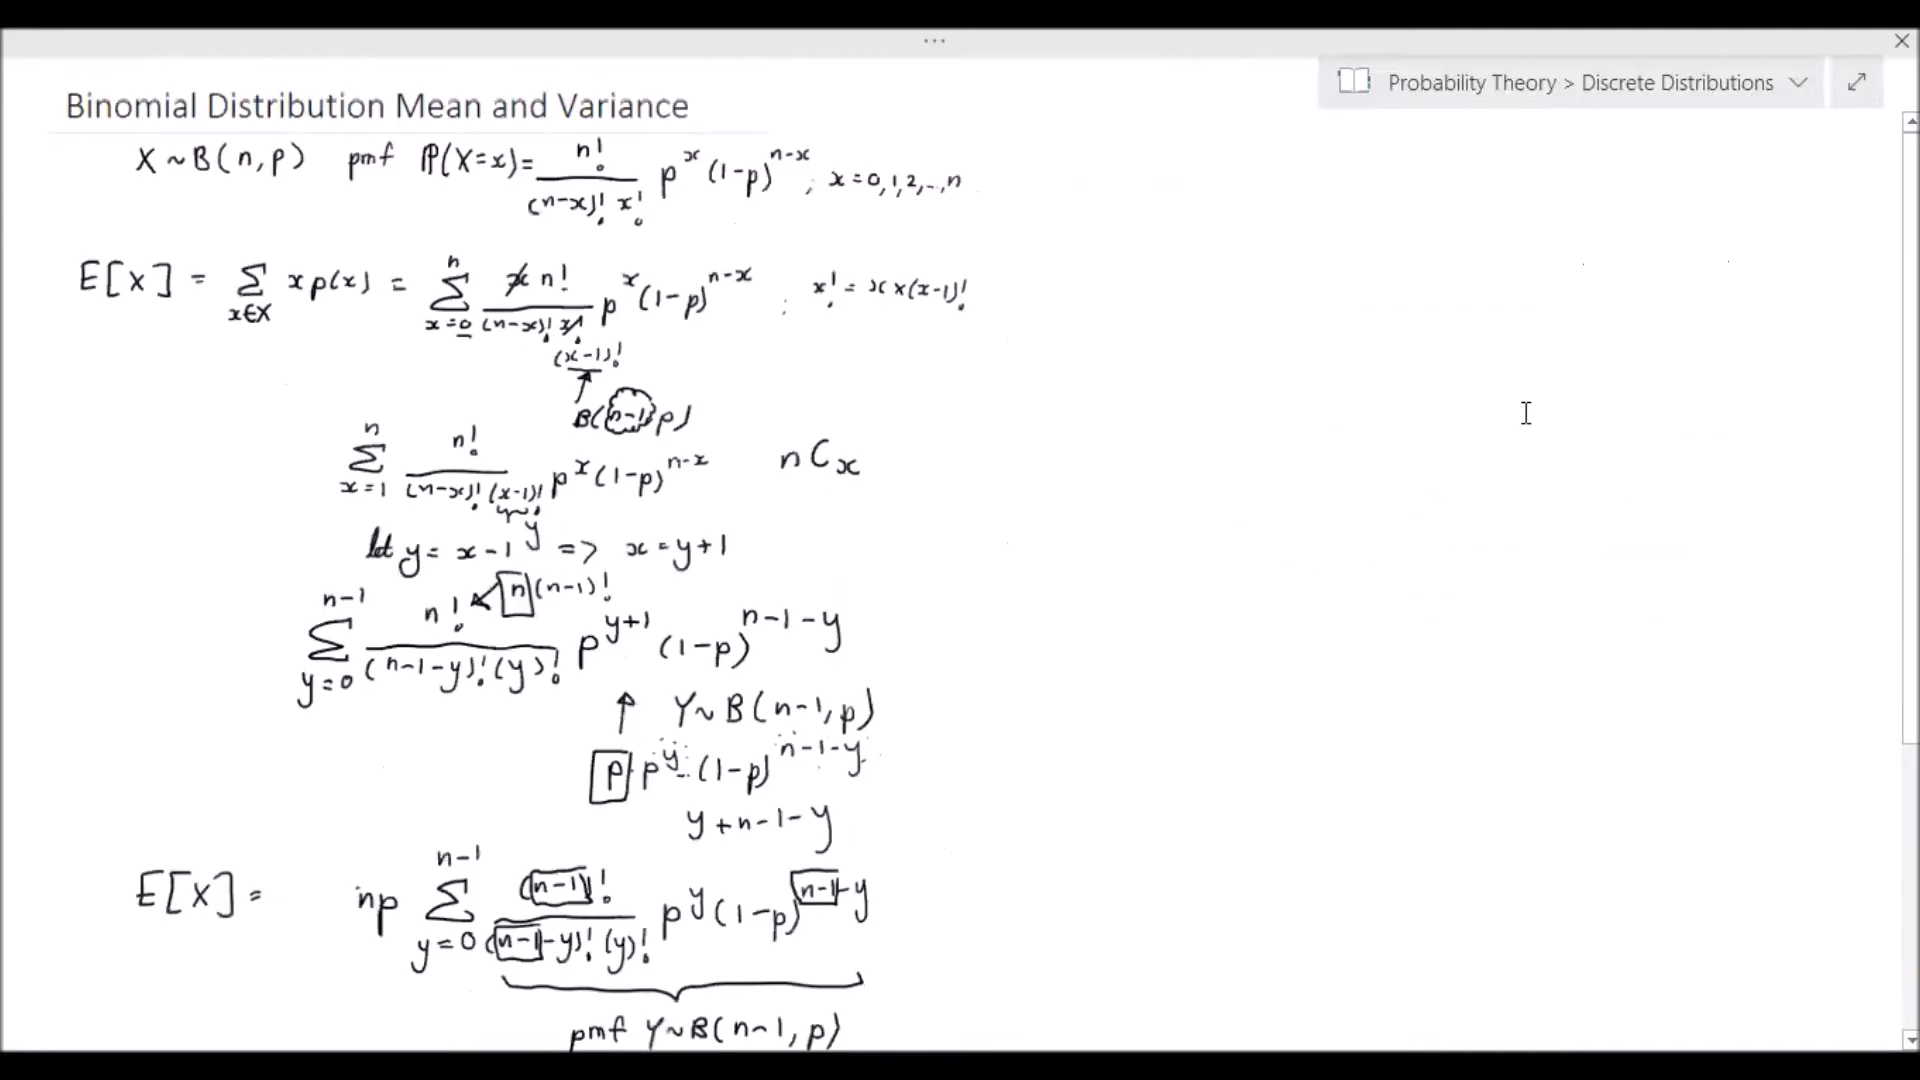 ...
Probability Theory > Discrete Distributions
Binomial Distribution Mean and Variance
X ~ B(n, p) pmf ℙ(X=x) = n! / (n-x)! x! p^x (1-p)^(n-x) ; x = 0, 1, 2, .., n
E[X] = Σ_(x∈X) x p(x) = Σ_(x=0)^n x n! / (n-x)! x! p^x (1-p)^(n-x) ; x! = x × (x-1)!
(x-1)!
B(n-1, p)
Σ_(x=1)^n n! / (n-x)! (x-1)! p^x (1-p)^(n-x) nCx
y
let y = x-1 => x = y+1
n(n-1)!
Σ_(y=0)^(n-1) n! / (n-1-y)! (y)! p^(y+1) (1-p)^(n-1-y)
↑ Y ~ B(n-1, p)
p p^y (1-p)^(n-1-y)
y+n-1-y
E[X] = np Σ_(y=0)^(n-1) (n-1)! / (n-1-y)! (y)! p^y (1-p)^(n-1-y)
pmf Y ~ B(n-1, p)